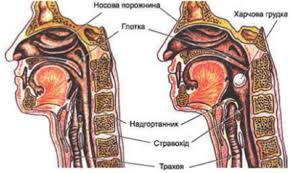 Носова порожнина
Глотка
Харчова грудка
Надгортанник
Стравохід
Трахея